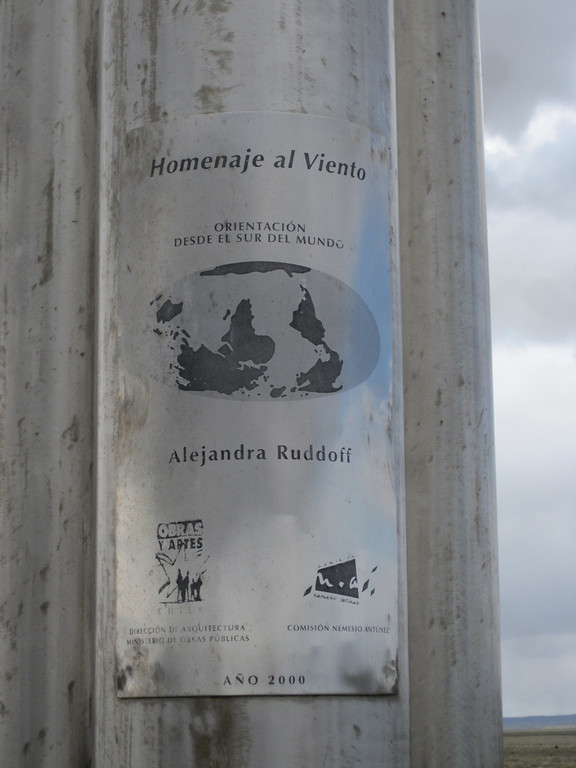 Homenaje al Viento
ORIENTACIÓN
DESDE EL SUR DEL MUNDO
Alejandra Ruddoff
OBRAS
Y ARTES
CHILE
DIRECCIÓN DE ARQUITECTURA
MINISTERIO DE OBRAS PÚBLICAS
n.a
COMISIÓN NEMESIO ANTÚNEZ
AÑO 2000